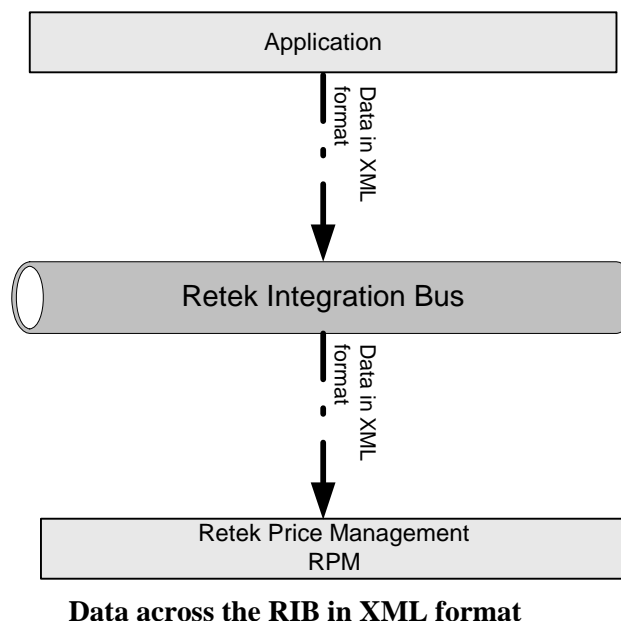 Application
Data in XML
format
Retek Integration Bus
Data in XML
format
Retek Price Management
RPM
Data across the RIB in XML format